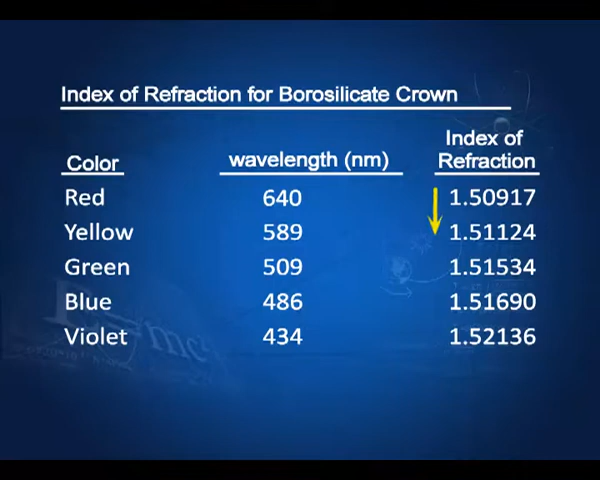 Index of Refraction for Borosilicate Crown
Color wavelength (nm) Index of Refraction
Red 640 1.50917
Yellow 589 1.51124
Green 509 1.51534
Blue 486 1.51690
Violet 434 1.52136